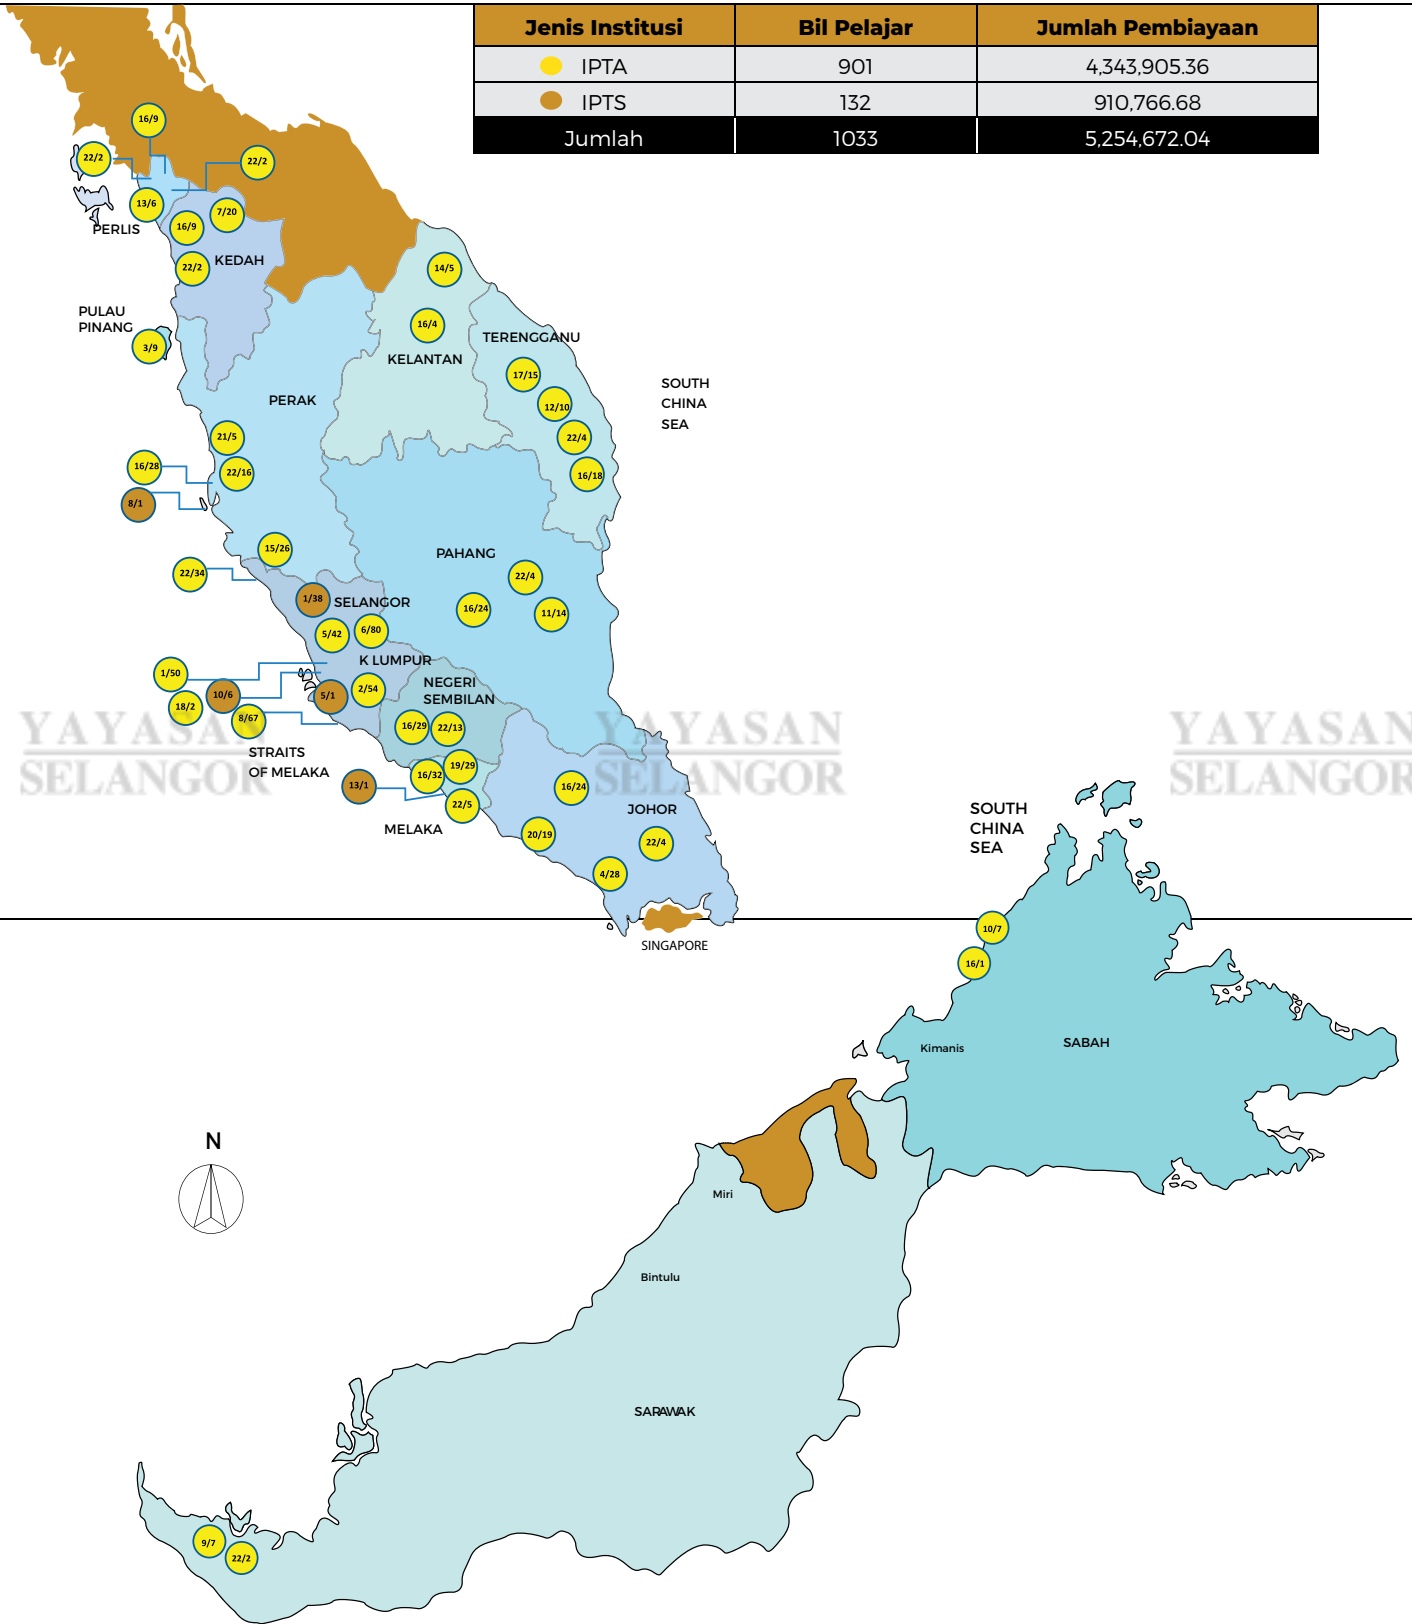 Jenis Institusi Bil Pelajar Jumlah Pembiayaan
IPTA 901 4,343,905.36
IPTS 132 910,766.68
Jumlah 1033 5,254,672.04
16/9
22/2
22/2
13/6
7/20
16/9
PERLIS
KEDAH
22/2
14/5
PULAU
PINANG
3/9
16/4
KELANTAN
TERENGGANU
17/15
12/10
22/4
16/18
SOUTH
CHINA
SEA
PERAK
21/5
16/28
22/16
8/1
15/26
22/34
PAHANG
22/4
16/24
11/14
1/38
SELANGOR
5/42
6/80
K LUMPUR
1/50
10/6
5/1
2/54
18/2
8/67
NEGERI
SEMBILAN
16/29
22/13
STRAITS
OF MELAKA
13/1
16/32
19/29
22/5
MELAKA
16/24
JOHOR
20/19
22/4
4/28
SINGAPORE
YAYASAN
SELANGOR
YAYASAN
SELANGOR
YAYASAN
SELANGOR
SOUTH
CHINA
SEA
10/7
16/1
Kimanis
SABAH
N
Miri
Bintulu
SARAWAK
9/7
22/2